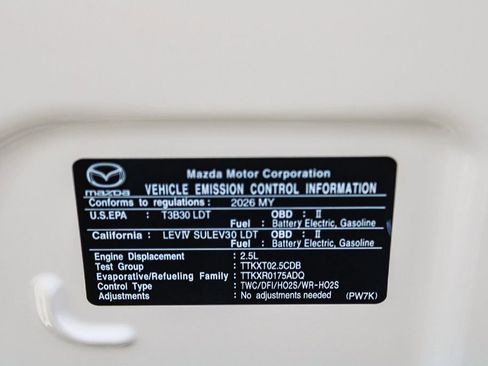 Mazda Motor Corporation
mazda VEHICLE EMISSION CONTROL INFORMATION
Conforms to regulations : 2026 MY
U.S.EPA : T3B30 LDT OBD : II
Fuel : Battery Electric, Gasoline
California : LEVIV SULEV30 LDT OBD : II
Fuel : Battery Electric, Gasoline
Engine Displacement : 2.5L
Test Group : TTKXT02.5CDB
Evaporative/Refueling Family : TTKXR0175ADQ
Control Type : TWC/DFI/HO2S/WR-HO2S
Adjustments : No adjustments needed (PW7K)